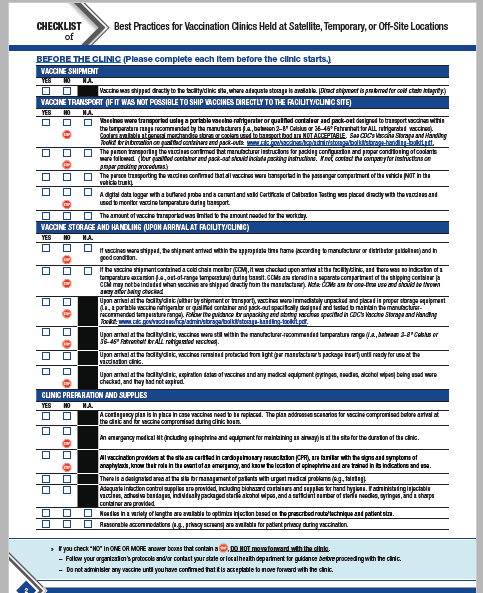 CHECKLIST
of
Best Practices for Vaccination Clinics Held at Satellite, Temporary, or Off-Site Locations
BEFORE THE CLINIC (Please complete each item before the clinic starts.)
VACCINE SHIPMENT
YES NO N.A.
Vaccine was shipped directly to the facility/clinic site, where adequate storage is available. (Direct shipment is preferred for cold chain integrity.)
VACCINE TRANSPORT (IF IT WAS NOT POSSIBLE TO SHIP VACCINES DIRECTLY TO THE FACILITY/CLINIC SITE)
YES NO N.A.
Vaccines were transported using a portable vaccine refrigerator or qualified container and pack-out designed to transport vaccines within
the temperature range recommended by the manufacturers (i.e., between 2–8° Celsius or 36–46° Fahrenheit for ALL refrigerated vaccines).
Coolers available at general merchandise stores or coolers used to transport food are NOT ACCEPTABLE. See CDC's Vaccine Storage and Handling
Toolkit for information on qualified containers and pack-outs: www.cdc.gov/vaccines/hcp/admin/storage/toolkit/storage-handling-toolkit.pdf.
STOP
The person transporting the vaccines confirmed that manufacturer instructions for packing configuration and proper conditioning of coolants
were followed. (Your qualified container and pack-out should include packing instructions. If not, contact the company for instructions on
proper packing procedures.)
STOP
The person transporting the vaccines confirmed that all vaccines were transported in the passenger compartment of the vehicle (NOT in the
vehicle trunk).
A digital data logger with a buffered probe and a current and valid Certificate of Calibration Testing was placed directly with the vaccines and
used to monitor vaccine temperature during transport.
STOP
The amount of vaccine transported was limited to the amount needed for the workday.
VACCINE STORAGE AND HANDLING (UPON ARRIVAL AT FACILITY/CLINIC)
YES NO N.A.
If vaccines were shipped, the shipment arrived within the appropriate time frame (according to manufacturer or distributor guidelines) and in
good condition.
STOP
If the vaccine shipment contained a cold chain monitor (CCM), it was checked upon arrival at the facility/clinic, and there was no indication of a
temperature excursion (i.e., out-of-range temperature) during transit. CCMs are stored in a separate compartment of the shipping container (a
CCM may not be included when vaccines are shipped directly from the manufacturer). Note: CCMs are for one-time use and should be thrown
away after being checked.
STOP
Upon arrival at the facility/clinic (either by shipment or transport), vaccines were immediately unpacked and placed in proper storage equipment
(i.e., a portable vaccine refrigerator or qualified container and pack-out specifically designed and tested to maintain the manufacturer-
recommended temperature range). Follow the guidance for unpacking and storing vaccines specified in CDC's Vaccine Storage and Handling
Toolkit: www.cdc.gov/vaccines/hcp/admin/storage/toolkit/storage-handling-toolkit.pdf.
STOP
Upon arrival at the facility/clinic, vaccines were still within the manufacturer-recommended temperature range (i.e., between 2–8° Celsius or
36–46° Fahrenheit for ALL refrigerated vaccines).
STOP
Upon arrival at the facility/clinic, vaccines remained protected from light (per manufacturer's package insert) until ready for use at the
vaccination clinic.
Upon arrival at the facility/clinic, expiration dates of vaccines and any medical equipment (syringes, needles, alcohol wipes) being used were
checked, and they had not expired.
STOP
CLINIC PREPARATION AND SUPPLIES
YES NO N.A.
A contingency plan is in place in case vaccines need to be replaced. The plan addresses scenarios for vaccine compromised before arrival at
the clinic and for vaccine compromised during clinic hours.
An emergency medical kit (including epinephrine and equipment for maintaining an airway) is at the site for the duration of the clinic.
STOP
All vaccination providers at the site are certified in cardiopulmonary resuscitation (CPR), are familiar with the signs and symptoms of
anaphylaxis, know their role in the event of an emergency, and know the location of epinephrine and are trained in its indications and use.
STOP
There is a designated area at the site for management of patients with urgent medical problems (e.g., fainting).
Adequate infection control supplies are provided, including biohazard containers and supplies for hand hygiene. If administering injectable
vaccines, adhesive bandages, individually packaged sterile alcohol wipes, and a sufficient number of sterile needles, syringes, and a sharps
container are provided.
Needles in a variety of lengths are available to optimize injection based on the prescribed route/technique and patient size.
Reasonable accommodations (e.g., privacy screens) are available for patient privacy during vaccination.
» If you check "NO" in ONE OR MORE answer boxes that contain a STOP, DO NOT move forward with the clinic.
– Follow your organization's protocols and/or contact your state or local health department for guidance before proceeding with the clinic.
– Do not administer any vaccine until you have confirmed that it is acceptable to move forward with the clinic.
2